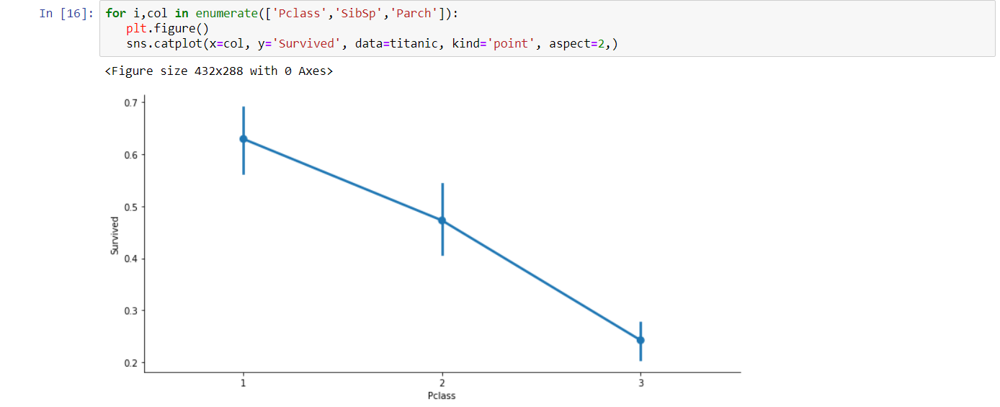 In [16]: for i,col in enumerate(['Pclass','SibSp','Parch']):
plt.figure()
sns.catplot(x=col, y='Survived', data=titanic, kind='point', aspect=2,)
<Figure size 432x288 with 0 Axes>
0.7
0.6
0.5
0.4
0.3
0.2
Survived
1 2 3
Pclass